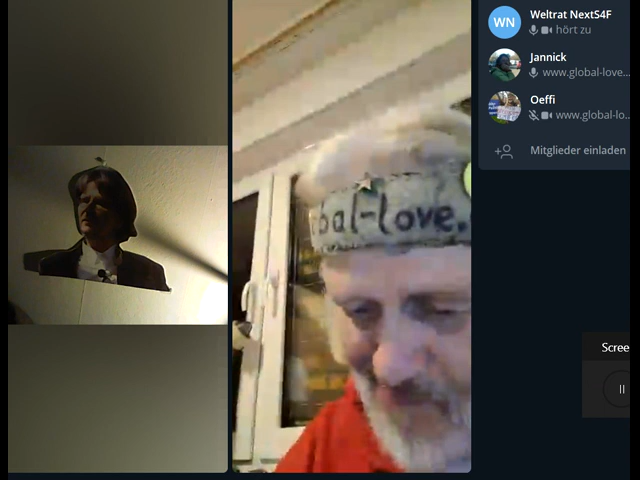 bal-love.
WN
Weltrat NextS4F
hört zu
Jannick
www.global-love...
Oeffi
www.global-lo...
Mitglieder einladen
Scree